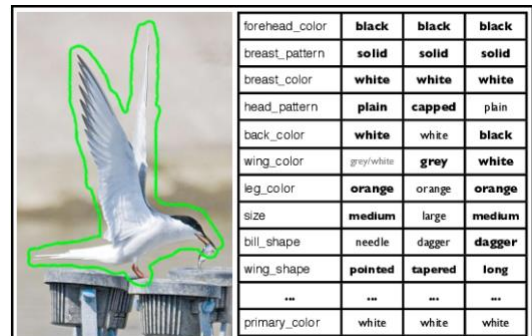 forehead_color black black black
breast_pattern solid solid solid
breast_color white white white
head_pattern plain capped plain
back_color white white black
wing_color grey/white grey white
leg_color orange orange orange
size medium large medium
bill_shape needle dagger dagger
wing_shape pointed tapered long
... ... ... ...
primary_color white white white